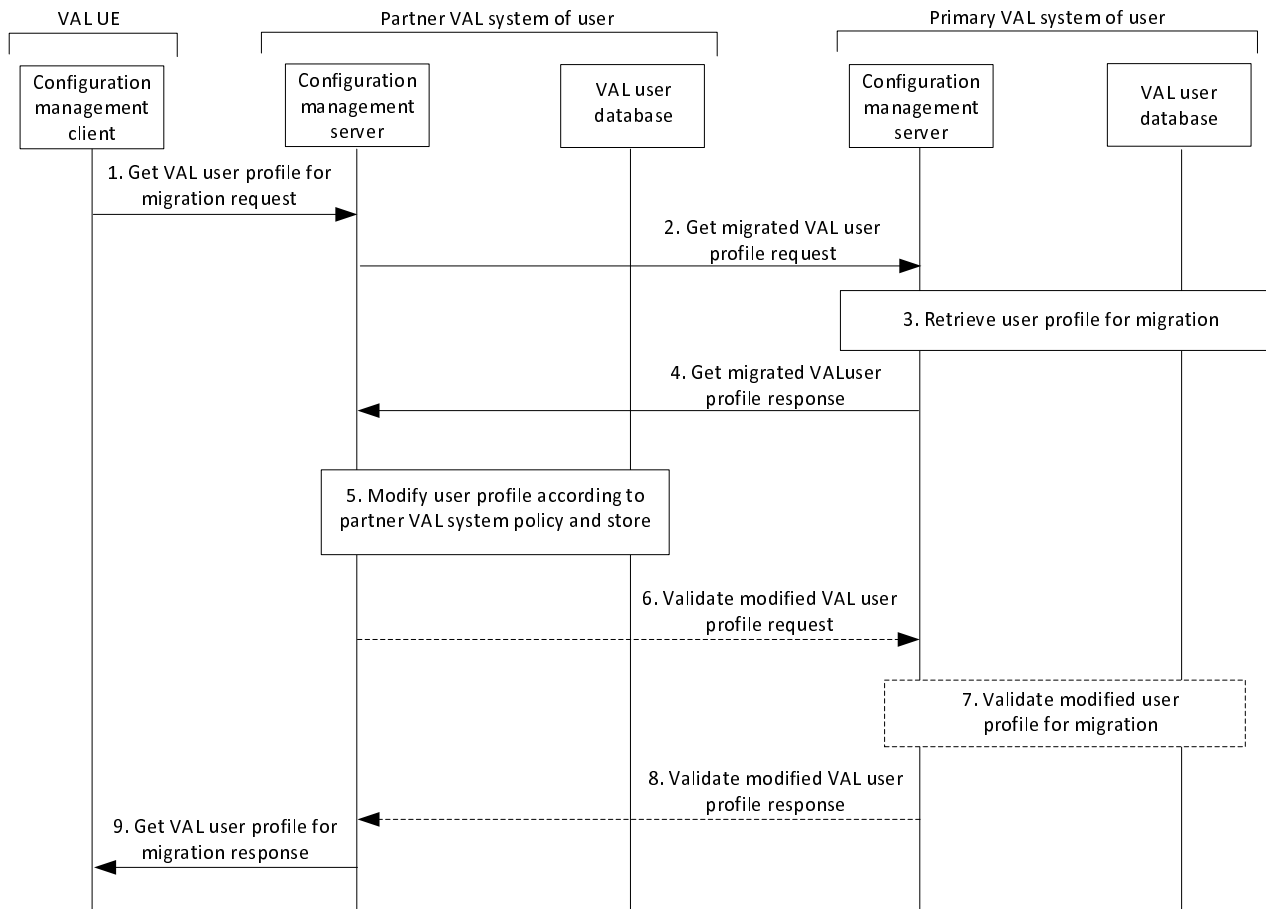 VAL UE
Partner VAL system of user
Primary VAL system of user
Configuration
management
client
Configuration
management
server
VAL user
database
Configuration
management
server
VAL user
database
1. Get VAL user profile for
migration request
2. Get migrated VAL user
profile request
3. Retrieve user profile for migration
4. Get migrated VALuser
profile response
5. Modify user profile according to
partner VAL system policy and store
6. Validate modified VAL user
profile request
7. Validate modified user
profile for migration
8. Validate modified VAL user
profile response
9. Get VAL user profile for
migration response